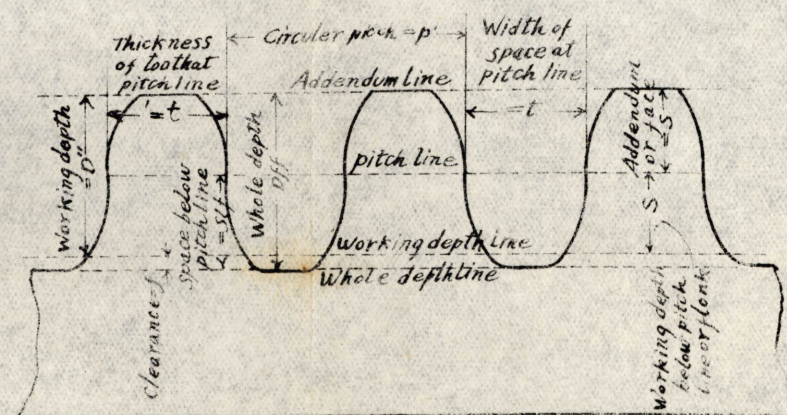 Thickness
of tooth at
pitch line
= t
Circular pitch = p'
Width of
space at
pitch line
= t
Addendum line
Working depth
= D"
Space below
pitch line
Whole depth
pitch line
Addendum
or face
= S
S
Working depth line
Whole depth line
Clearance
Working depth
below pitch
line or flank